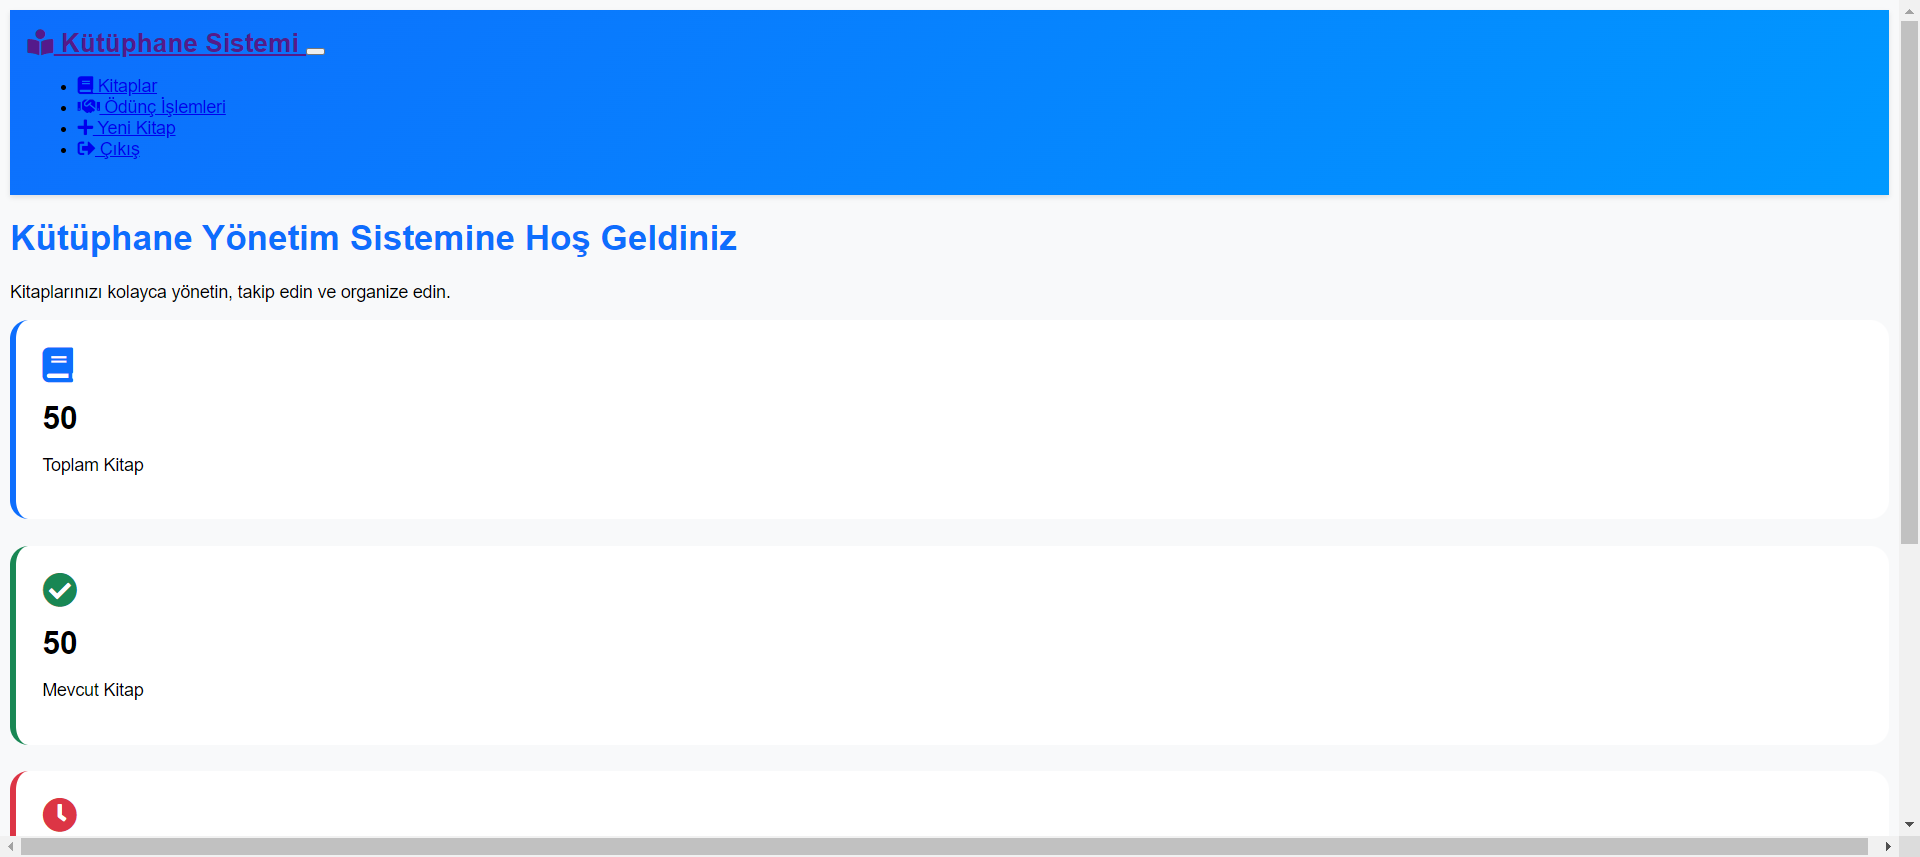 Kütüphane Sistemi
Kitaplar
Ödünç İşlemleri
Yeni Kitap
Çıkış
Kütüphane Yönetim Sistemine Hoş Geldiniz
Kitaplarınızı kolayca yönetin, takip edin ve organize edin.
50
Toplam Kitap
50
Mevcut Kitap